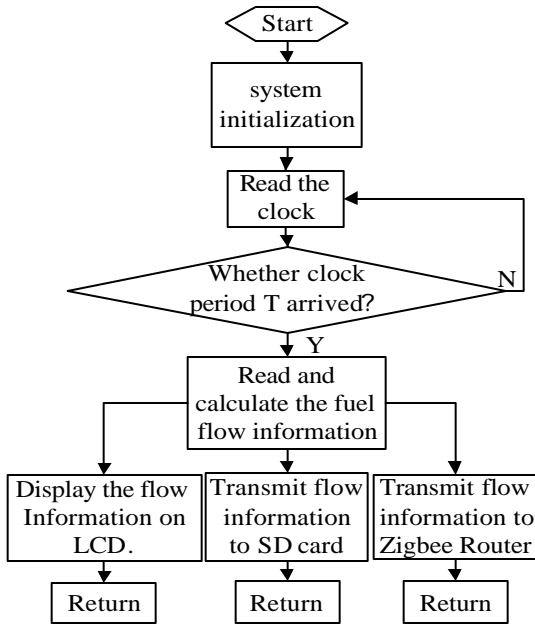 Start
system
initialization
Read the
clock
Whether clock
period T arrived?
N
Y
Read and
calculate the fuel
flow information
Display the flow
Information on
LCD.
Transmit flow
information
to SD card
Transmit flow
information to
Zigbee Router
Return
Return
Return